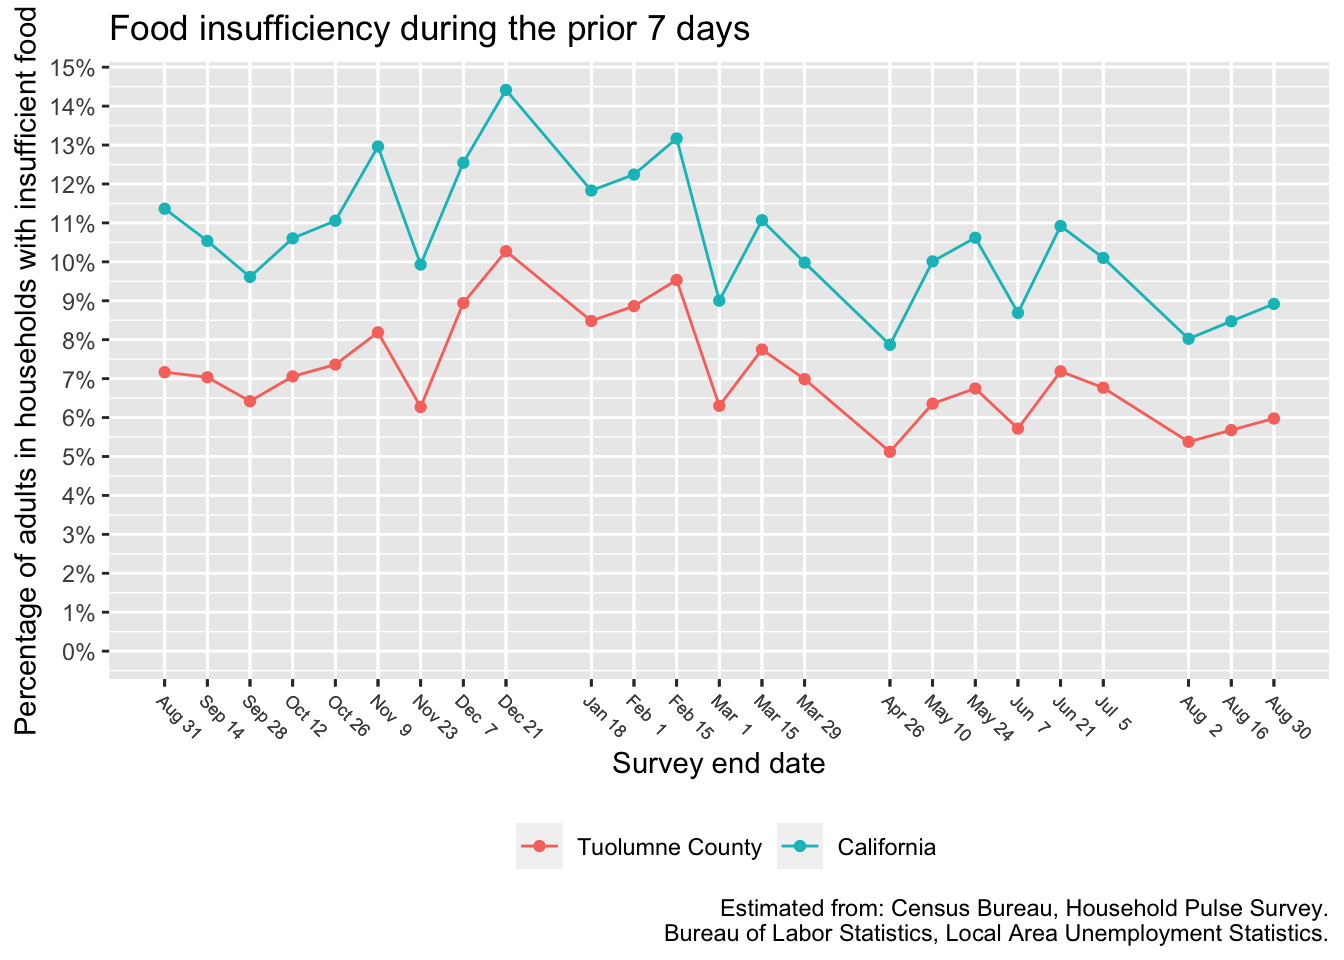 Food insufficiency during the prior 7 days
Percentage of adults in households with insufficient food
15%
14%
13%
12%
11%
10%
9%
8%
7%
6%
5%
4%
3%
2%
1%
0%
Aug 31
Sep 14
Sep 28
Oct 12
Oct 26
Nov 9
Nov 23
Dec 7
Dec 21
Jan 18
Feb 1
Feb 15
Mar 1
Mar 15
Mar 29
Apr 26
May 10
May 24
Jun 7
Jun 21
Jul 5
Aug 2
Aug 16
Aug 30
Survey end date
Tuolumne County
California
Estimated from: Census Bureau, Household Pulse Survey.
Bureau of Labor Statistics, Local Area Unemployment Statistics.